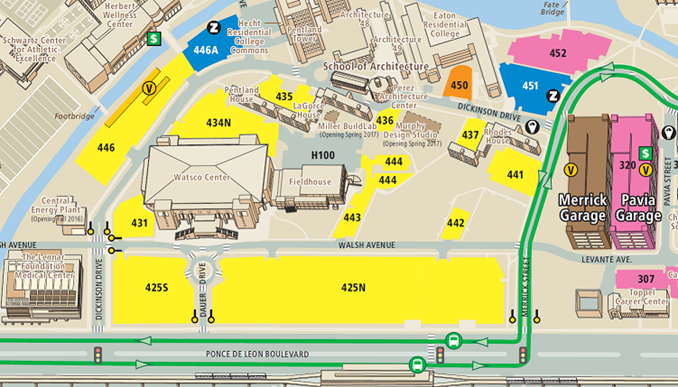 Herbert
Wellness
Center
Schwartz Center
for Athletic
Excellence
$
Z
446A
Hecht
Residential
College
Commons
Pentland
Tower
Architecture
48
Architecture
49
Eaton
Residential
College
Fate
Bridge
452
School of Architecture
450
451
Z
V
Footbridge
Pentland
House
435
LaGorce
House
Perez
Architecture
Center
DICKINSON DRIVE
434N
Miller BuildLab
(Opening Spring 2017)
436
Murphy
Design Studio
(Opening Spring 2017)
437
Rhodes
House
446
Watsco Center
H100
Fieldhouse
444
444
441
V
320
$
V
Merrick
Garage
Pavia
Garage
PAVIA STREET
Central
Energy Plant
(Opening Fall 2016)
431
443
442
SH AVENUE
WALSH AVENUE
LEVANTE AVE.
The Lennar
Foundation
Medical Center
DICKINSON DRIVE
425S
DAUER DRIVE
425N
MERRICK STREET
307
Toppel
Career Center
PONCE DE LEON BOULEVARD